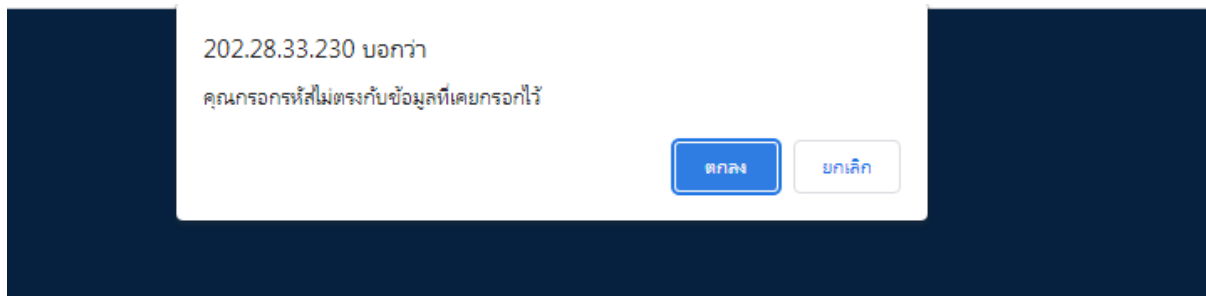 202.28.33.230 บอกว่า
คุณกรอกรหัสไม่ตรงกับข้อมูลที่เคยกรอกไว้
ตกลง
ยกเลิก